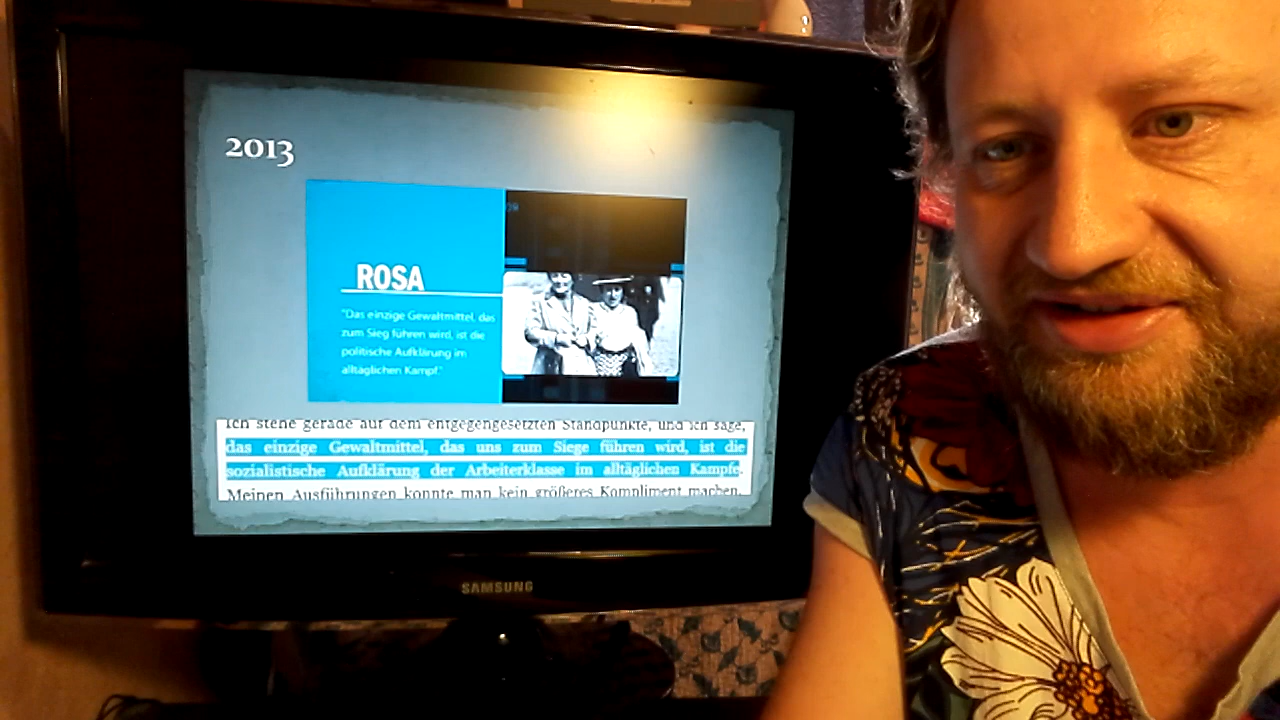 2013
ROSA
"Das einzige Gewaltmittel, das
zum Sieg führen wird, ist die
politische Aufklärung im
alltäglichen Kampf."
Ich stehe gerade auf dem entgegengesetzten Standpunkte, und ich sage,
das einzige Gewaltmittel, das uns zum Siege führen wird, ist die
sozialistische Aufklärung der Arbeiterklasse im alltäglichen Kampfe.
Meinen Ausführungen konnte man kein größeres Kompliment machen,
SAMSUNG